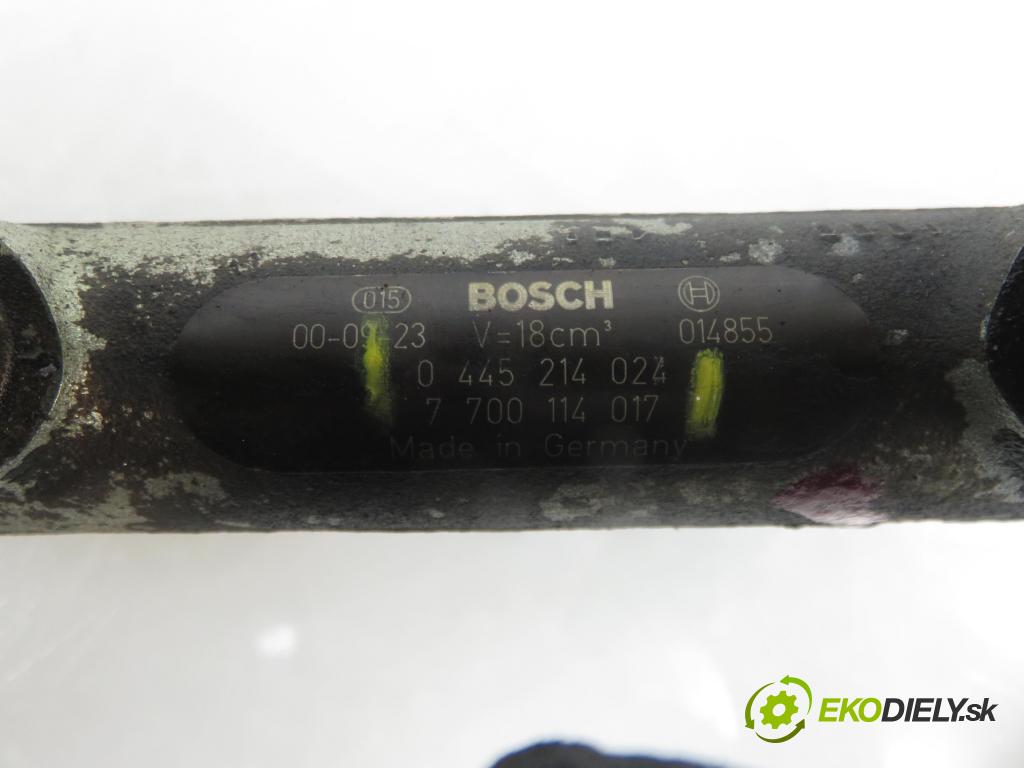 015 BOSCH
00-09-23 V=18cm³ 014855
0 445 214 024
7 700 114 017
Made in Germany
EKODIELY.sk